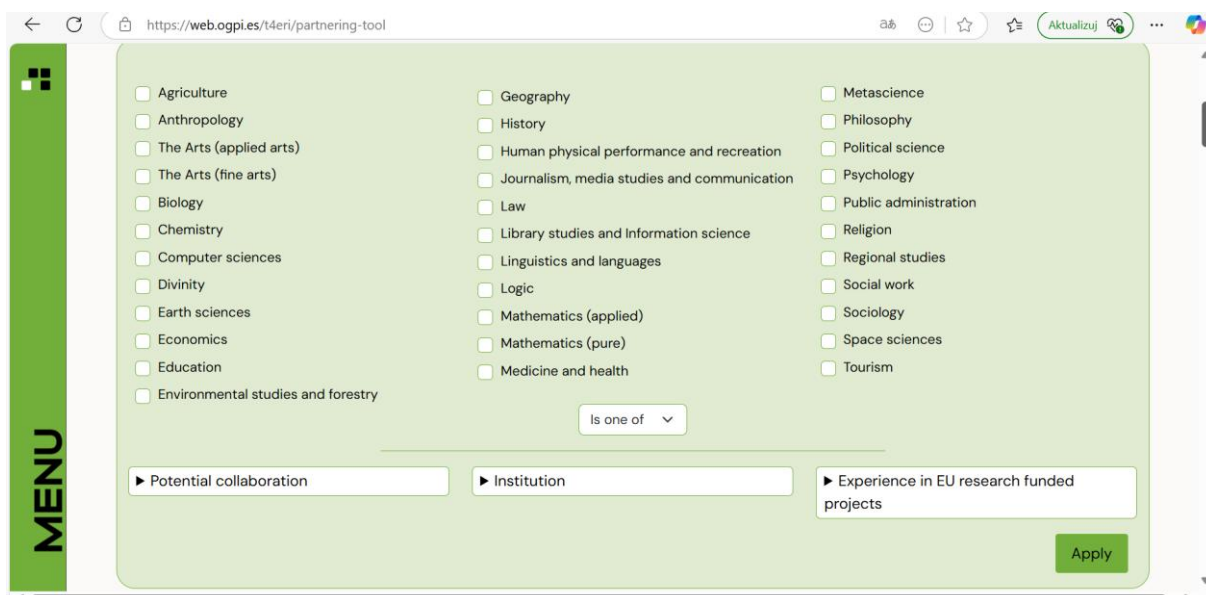 https://web.ogpi.es/t4eri/partnering-tool
aあ
Aktualizuj
MENU
Agriculture
Anthropology
The Arts (applied arts)
The Arts (fine arts)
Biology
Chemistry
Computer sciences
Divinity
Earth sciences
Economics
Education
Environmental studies and forestry
Geography
History
Human physical performance and recreation
Journalism, media studies and communication
Law
Library studies and Information science
Linguistics and languages
Logic
Mathematics (applied)
Mathematics (pure)
Medicine and health
Metascience
Philosophy
Political science
Psychology
Public administration
Religion
Regional studies
Social work
Sociology
Space sciences
Tourism
Is one of
Potential collaboration
Institution
Experience in EU research funded
projects
Apply